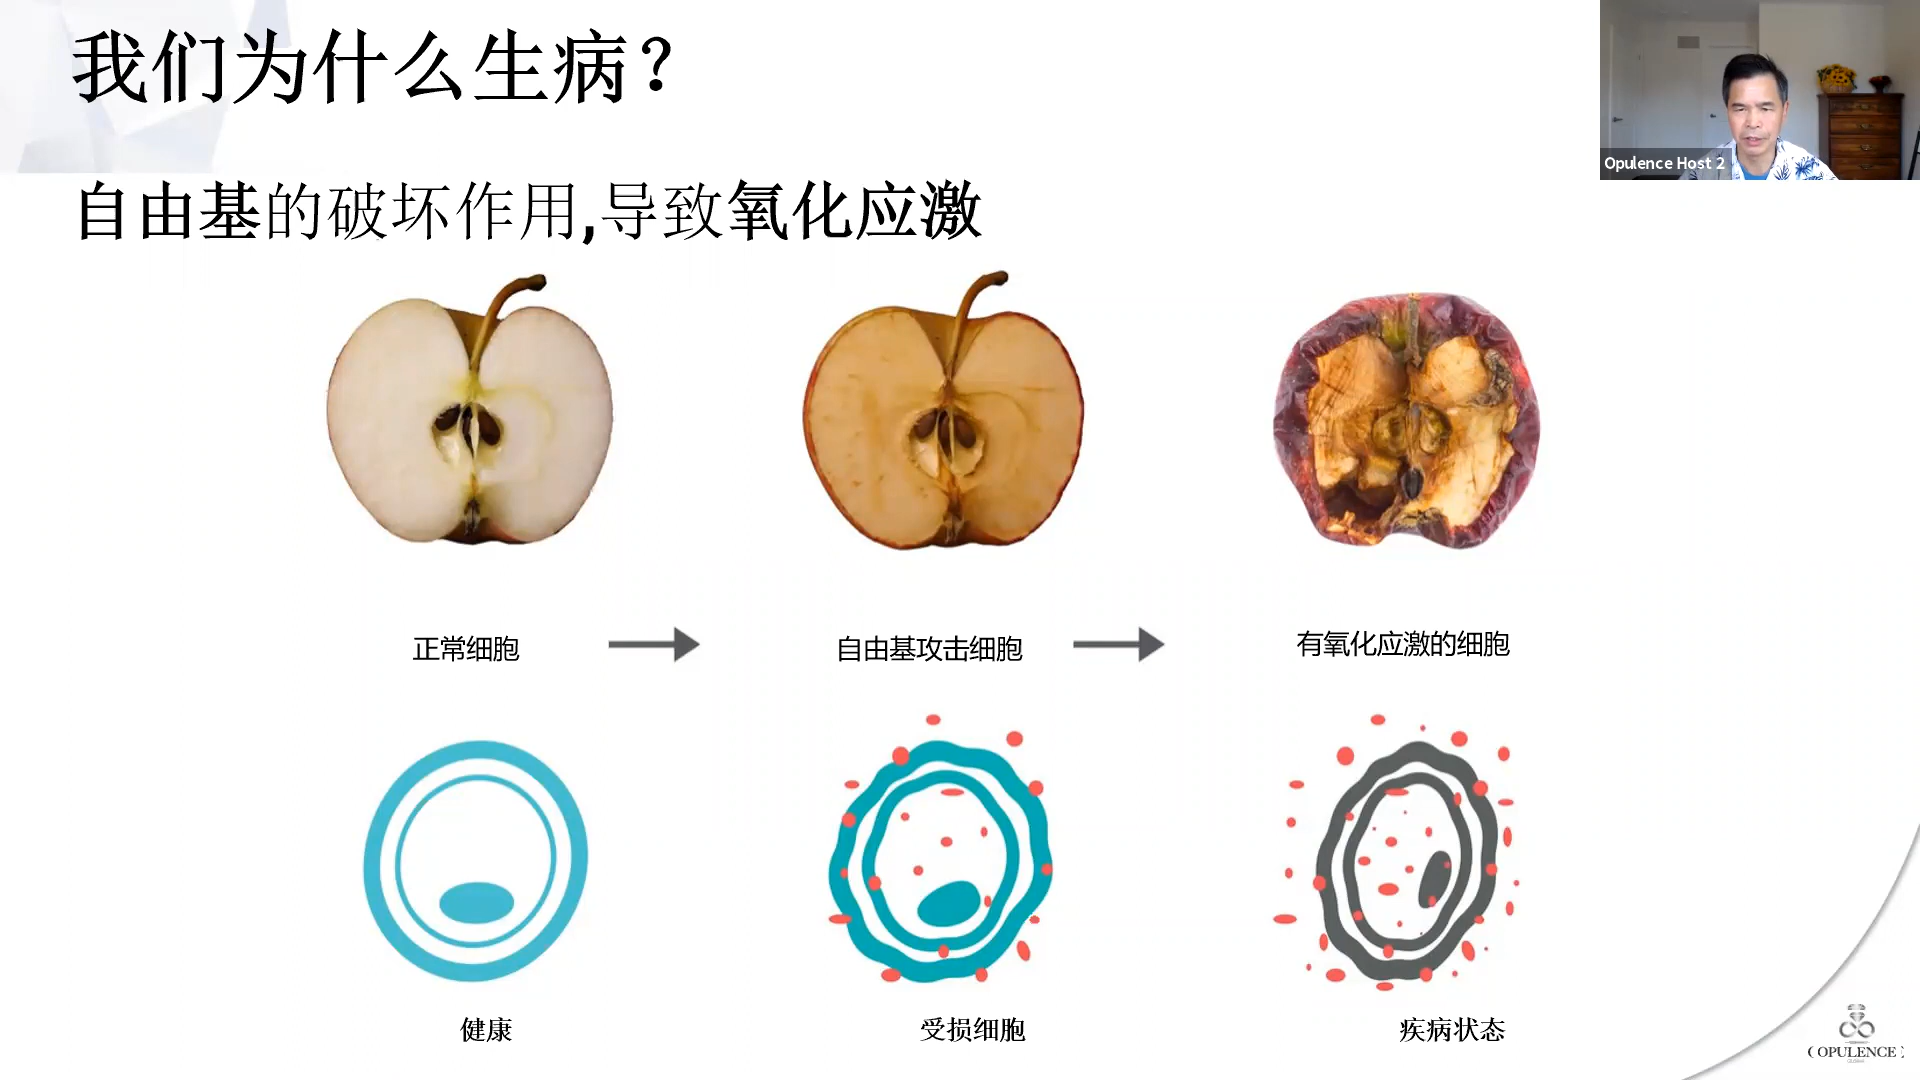 我们为什么生病？
Opulence Host 2
自由基的破坏作用,导致氧化应激
正常细胞
自由基攻击细胞
有氧化应激的细胞
健康
受损细胞
疾病状态
OPULENCE